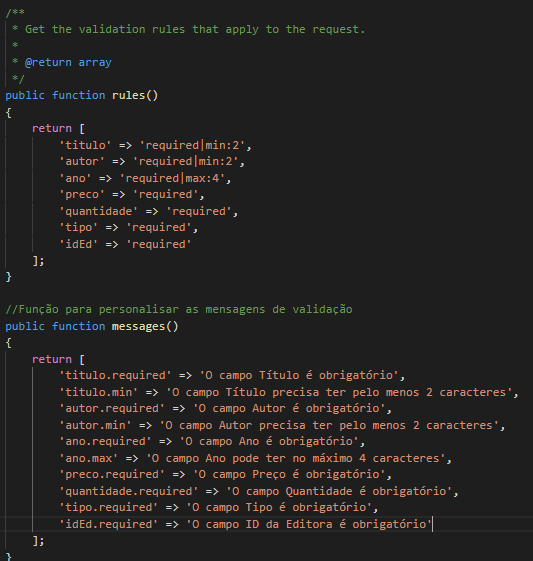 /**
 * Get the validation rules that apply to the request.
 *
 * @return array
 */
public function rules()
{
    return [
        'titulo' => 'required|min:2',
        'autor' => 'required|min:2',
        'ano' => 'required|max:4',
        'preco' => 'required',
        'quantidade' => 'required',
        'tipo' => 'required',
        'idEd' => 'required'
    ];
}

//Função para personalisar as mensagens de validação
public function messages()
{
    return [
        'titulo.required' => 'O campo Título é obrigatório',
        'titulo.min' => 'O campo Título precisa ter pelo menos 2 caracteres',
        'autor.required' => 'O campo Autor é obrigatório',
        'autor.min' => 'O campo Autor precisa ter pelo menos 2 caracteres',
        'ano.required' => 'O campo Ano é obrigatório',
        'ano.max' => 'O campo Ano pode ter no máximo 4 caracteres',
        'preco.required' => 'O campo Preço é obrigatório',
        'quantidade.required' => 'O campo Quantidade é obrigatório',
        'tipo.required' => 'O campo Tipo é obrigatório',
        'idEd.required' => 'O campo ID da Editora é obrigatório'
    ];
}